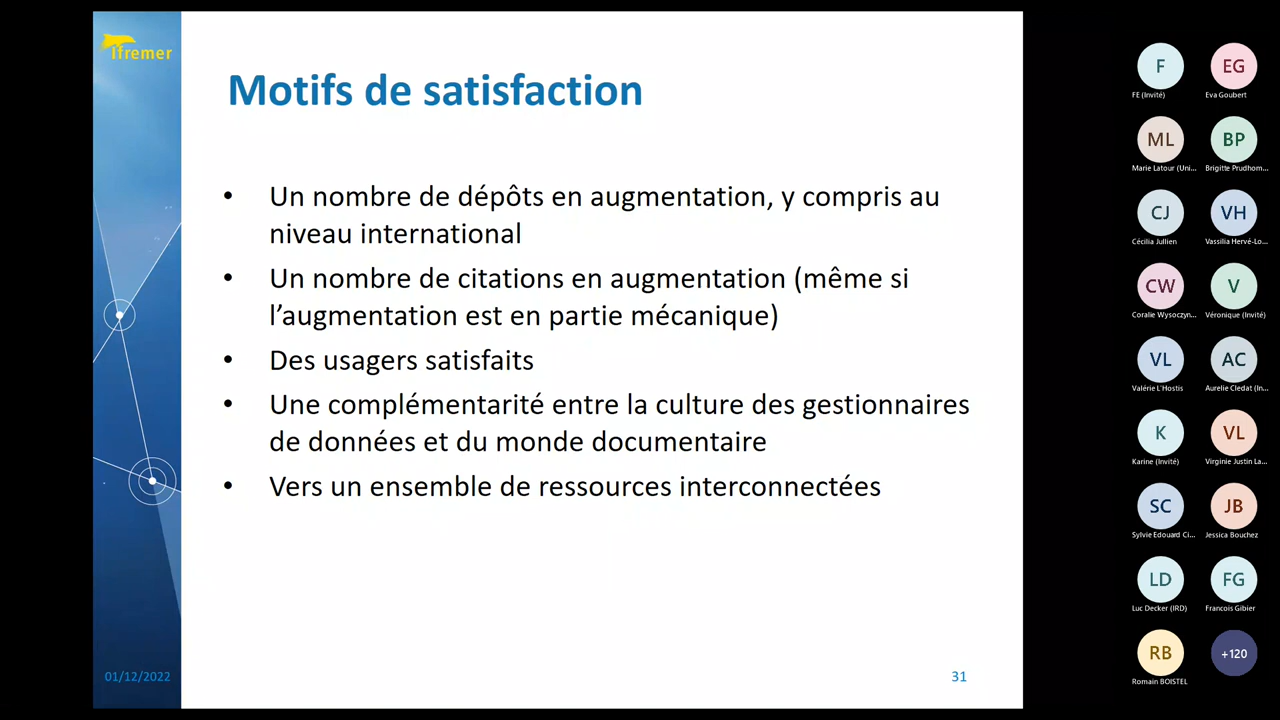 ifremer
Motifs de satisfaction
• Un nombre de dépôts en augmentation, y compris au
niveau international
• Un nombre de citations en augmentation (même si
l’augmentation est en partie mécanique)
• Des usagers satisfaits
• Une complémentarité entre la culture des gestionnaires
de données et du monde documentaire
• Vers un ensemble de ressources interconnectées
01/12/2022
31
F
EG
FE (Invité)
Eva Goubert
ML
BP
Marie Latour (Uni...
Brigitte Prudhom...
CJ
VH
Cécilia Jullien
Vassilia Hervé-Lo...
CW
V
Coralie Wysoczyn...
Véronique (Invité)
VL
AC
Valérie L'Hostis
Aurelie Cledat (In...
K
VL
Karine (Invité)
Virginie Justin La...
SC
JB
Sylvie Edouard Ci...
Jessica Bouchez
LD
FG
Luc Decker (IRD)
Francois Gibier
RB
+120
Romain BOISTEL